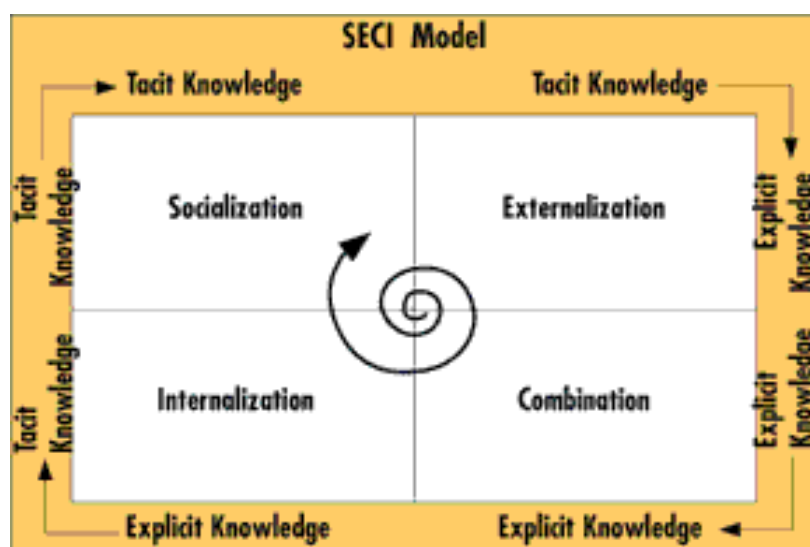 SECI Model
Tacit Knowledge
Tacit Knowledge
Tacit
Knowledge
Socialization
Externalization
Explicit
Knowledge
Tacit
Knowledge
Internalization
Combination
Explicit
Knowledge
Explicit Knowledge
Explicit Knowledge